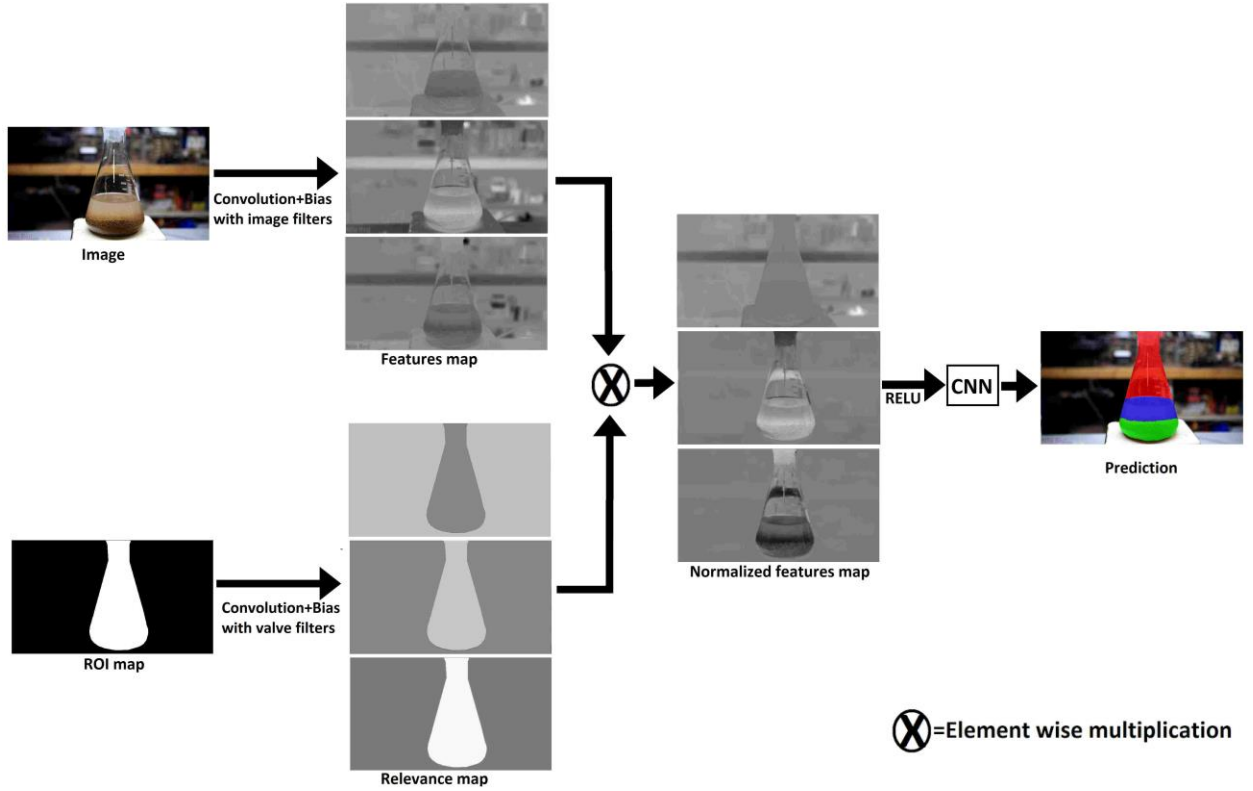 Image
Convolution+Bias
with image filters
Features map
X
ROI map
Convolution+Bias
with valve filters
Relevance map
Normalized features map
RELU
CNN
Prediction
X=Element wise multiplication